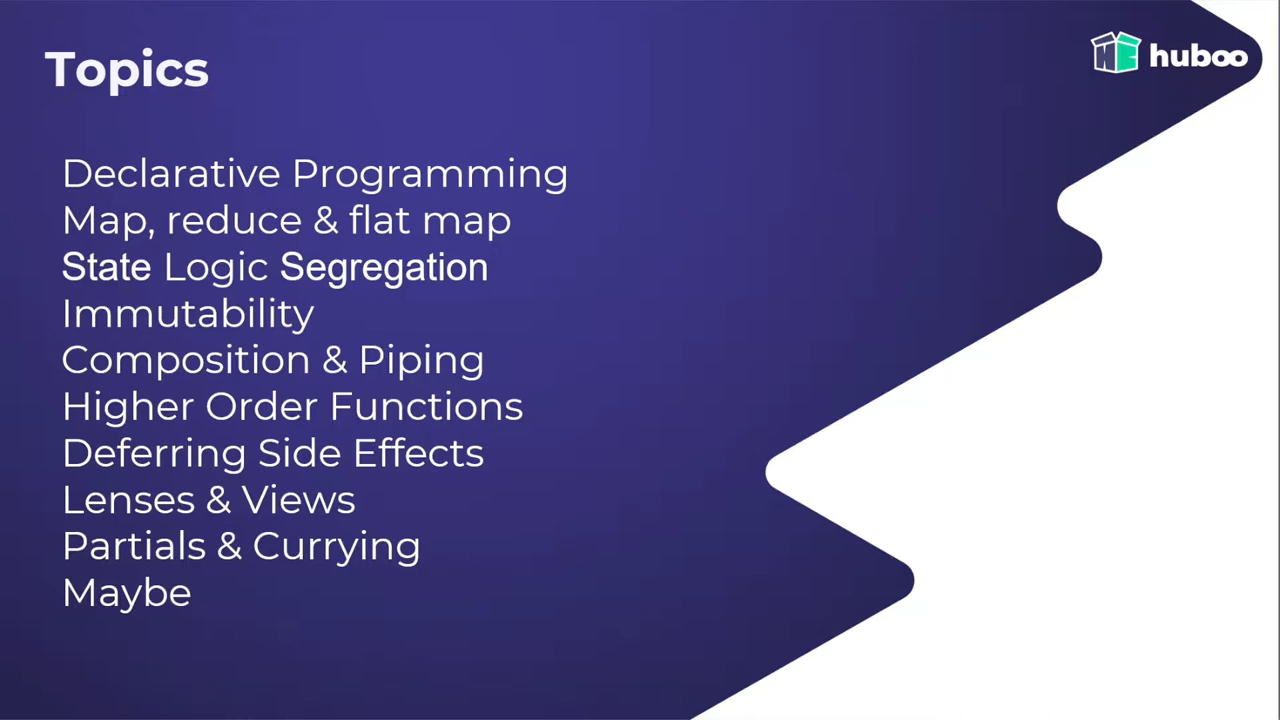 Topics
huboo
Declarative Programming
Map, reduce & flat map
State Logic Segregation
Immutability
Composition & Piping
Higher Order Functions
Deferring Side Effects
Lenses & Views
Partials & Currying
Maybe